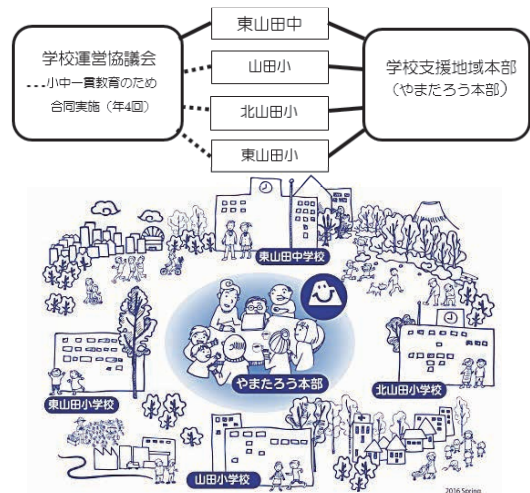 学校運営協議会
小中一貫教育のため
合同実施（年4回）
東山田中
山田小
北山田小
東山田小
学校支援地域本部
（やまたろう本部）
東山田中学校
やまたろう本部
東山田小学校
北山田小学校
山田小学校
2016 Spring